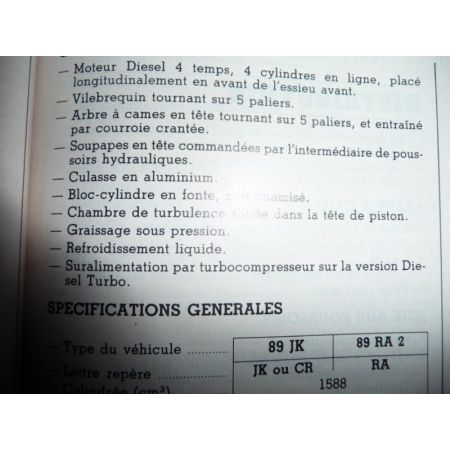 — Moteur Diesel 4 temps, 4 cylindres en ligne, placé
longitudinalement en avant de l'essieu avant.
— Vilebrequin tournant sur 5 paliers.
— Arbre à cames en tête tournant sur 5 paliers, et entraîné
par courroie crantée.
— Soupapes en tête commandées par l'intermédiaire de pous-
soirs hydrauliques.
— Culasse en aluminium.
— Bloc-cylindre en fonte, chemisé.
— Chambre de turbulence dans la tête de piston.
— Graissage sous pression.
— Refroidissement liquide.
— Suralimentation par turbocompresseur sur la version Die-
sel Turbo.
SPECIFICATIONS GENERALES
— Type du véhicule ............ 89 JK 89 RA 2
— Lettre repère ............ JK ou CR RA
— Cylindrée (cm³) 1588